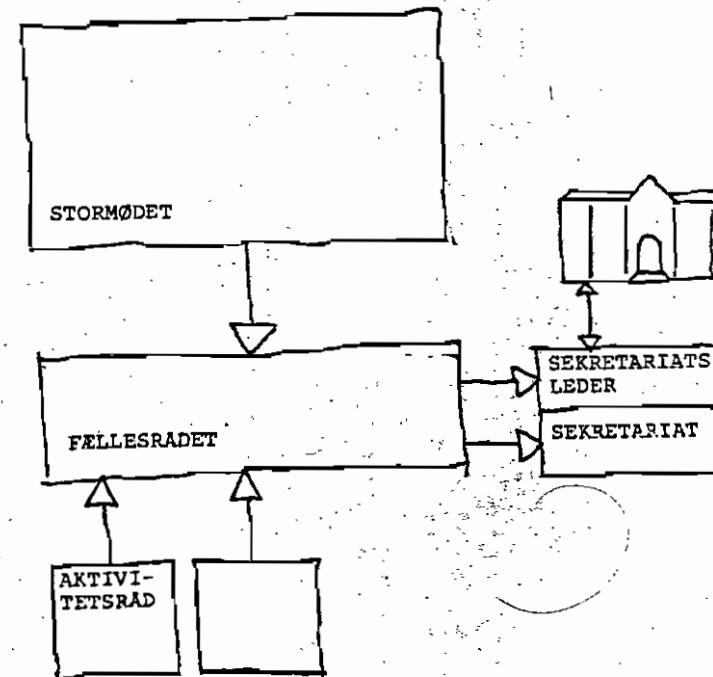 STORMØDET
SEKRETARIATS
LEDER
FÆLLESRADET
SEKRETARIAT
AKTIVI-
TETSRÅD